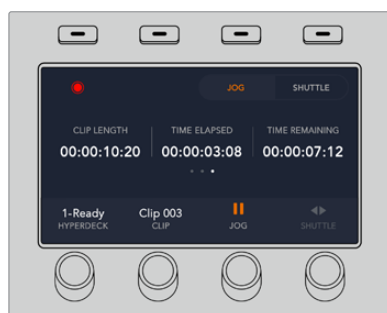 JOG SHUTTLE
CLIP LENGTH TIME ELAPSED TIME REMAINING
00:00:10:20 00:00:03:08 00:00:07:12
1-Ready Clip 003
HYPERDECK CLIP JOG SHUTTLE